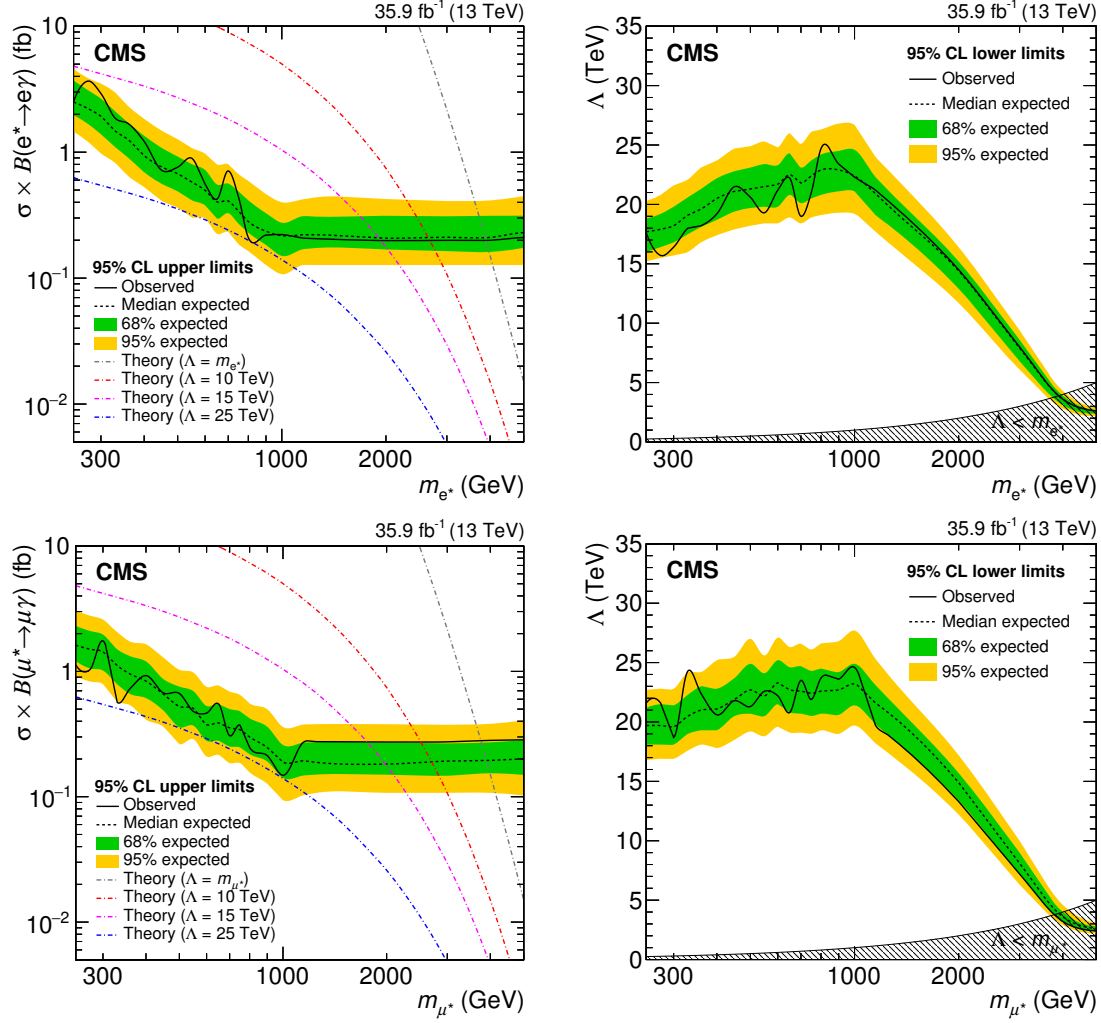 35.9 fb⁻¹ (13 TeV)
CMS
σ × B(e*→eγ) (fb)
10
1
10⁻¹
10⁻²
95% CL upper limits
Observed
Median expected
68% expected
95% expected
Theory (Λ = mₑ*)
Theory (Λ = 10 TeV)
Theory (Λ = 15 TeV)
Theory (Λ = 25 TeV)
300 1000 2000
mₑ* (GeV)
35.9 fb⁻¹ (13 TeV)
CMS
Λ (TeV)
35
30
25
20
15
10
5
0
95% CL lower limits
Observed
Median expected
68% expected
95% expected
Λ < mₑ*
300 1000 2000
mₑ* (GeV)
35.9 fb⁻¹ (13 TeV)
CMS
σ × B(μ*→μγ) (fb)
10
1
10⁻¹
10⁻²
95% CL upper limits
Observed
Median expected
68% expected
95% expected
Theory (Λ = m_μ*)
Theory (Λ = 10 TeV)
Theory (Λ = 15 TeV)
Theory (Λ = 25 TeV)
300 1000 2000
m_μ* (GeV)
35.9 fb⁻¹ (13 TeV)
CMS
Λ (TeV)
35
30
25
20
15
10
5
0
95% CL lower limits
Observed
Median expected
68% expected
95% expected
Λ < m_μ*
300 1000 2000
m_μ* (GeV)